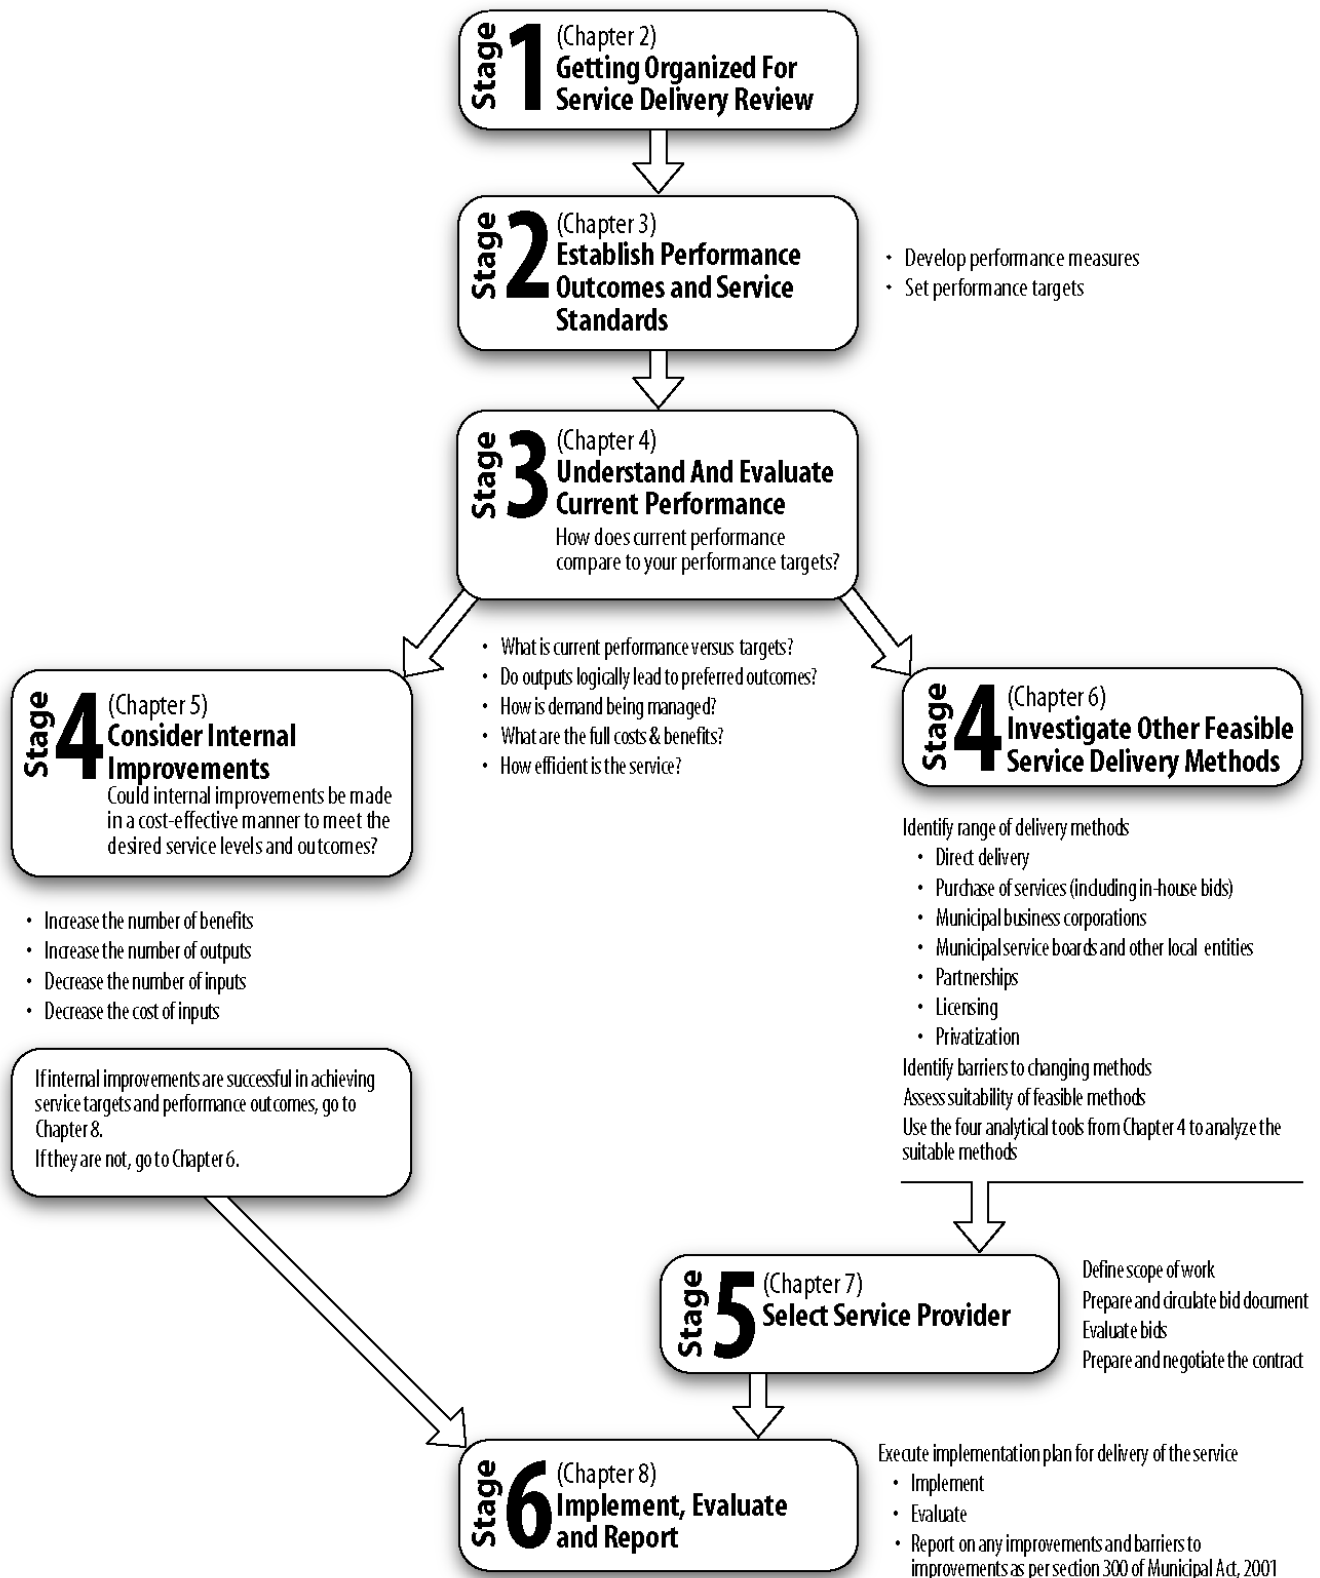 Stage 1
(Chapter 2)
Getting Organized For
Service Delivery Review
Stage 2
(Chapter 3)
Establish Performance
Outcomes and Service
Standards
• Develop performance measures
• Set performance targets
Stage 3
(Chapter 4)
Understand And Evaluate
Current Performance
How does current performance
compare to your performance targets?
• What is current performance versus targets?
• Do outputs logically lead to preferred outcomes?
• How is demand being managed?
• What are the full costs & benefits?
• How efficient is the service?
Stage 4
(Chapter 5)
Consider Internal
Improvements
Could internal improvements be made
in a cost-effective manner to meet the
desired service levels and outcomes?
• Increase the number of benefits
• Increase the number of outputs
• Decrease the number of inputs
• Decrease the cost of inputs
If internal improvements are successful in achieving
service targets and performance outcomes, go to
Chapter 8.
If they are not, go to Chapter 6.
Stage 4
(Chapter 6)
Investigate Other Feasible
Service Delivery Methods
Identify range of delivery methods
• Direct delivery
• Purchase of services (including in-house bids)
• Municipal business corporations
• Municipal service boards and other local entities
• Partnerships
• Licensing
• Privatization
Identify barriers to changing methods
Assess suitability of feasible methods
Use the four analytical tools from Chapter 4 to analyze the
suitable methods
Stage 5
(Chapter 7)
Select Service Provider
Define scope of work
Prepare and circulate bid document
Evaluate bids
Prepare and negotiate the contract
Stage 6
(Chapter 8)
Implement, Evaluate
and Report
Execute implementation plan for delivery of the service
• Implement
• Evaluate
• Report on any improvements and barriers to
improvements as per section 300 of Municipal Act, 2001